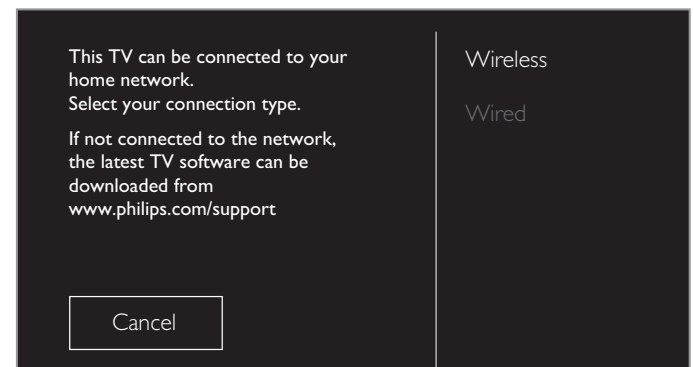 This TV can be connected to your
home network.
Select your connection type.
If not connected to the network,
the latest TV software can be
downloaded from
www.philips.com/support
Cancel
Wireless
Wired